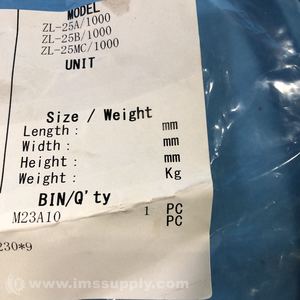 MODEL
ZL-25A/1000
ZL-25B/1000
ZL-25MC/1000
UNIT
Size / Weight
Length: mm
Width: mm
Height: mm
Weight: Kg
BIN/Q'ty
M23A10 1 PC
PC
230*9
© www.imssupply.com